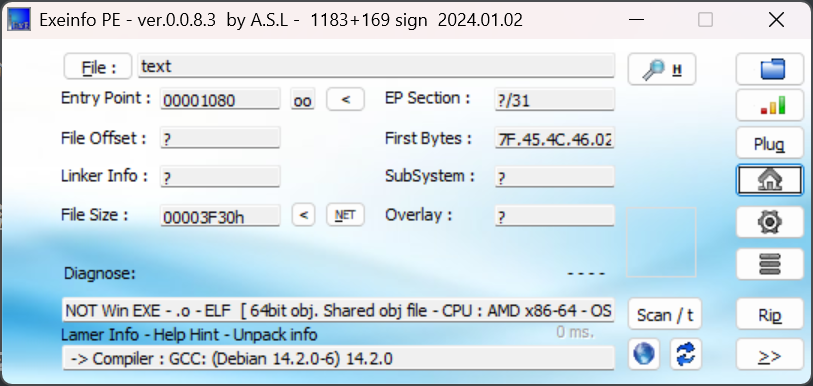 Exeinfo PE - ver.0.0.8.3 by A.S.L - 1183+169 sign 2024.01.02
File : text H
Entry Point : 00001080 oo < EP Section : ?/31
File Offset : ? First Bytes : 7F.45.4C.46.02 Plug
Linker Info : ? SubSystem : ?
File Size : 00003F30h < NET Overlay : ?
Diagnose: - - - -
NOT Win EXE - .o - ELF [ 64bit obj. Shared obj file - CPU : AMD x86-64 - OS Scan / t Rip
Lamer Info - Help Hint - Unpack info 0 ms.
-> Compiler : GCC: (Debian 14.2.0-6) 14.2.0 >>